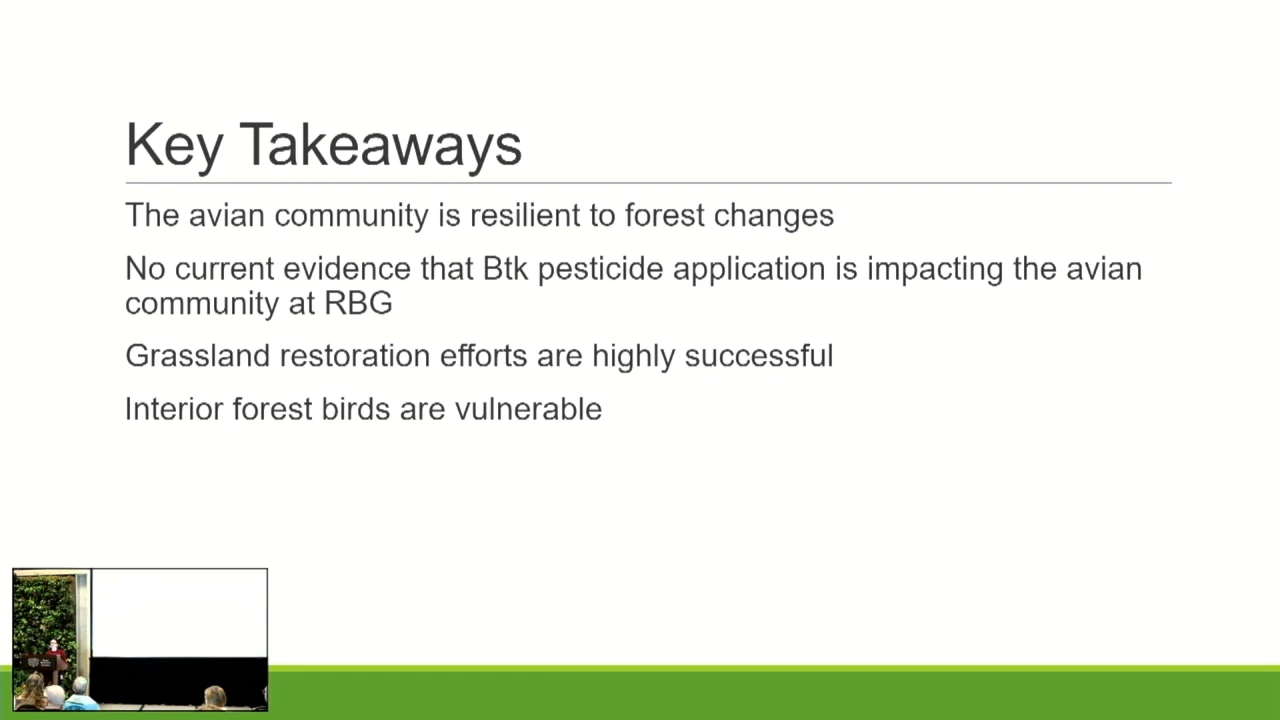 Key Takeaways
The avian community is resilient to forest changes
No current evidence that Btk pesticide application is impacting the avian
community at RBG
Grassland restoration efforts are highly successful
Interior forest birds are vulnerable